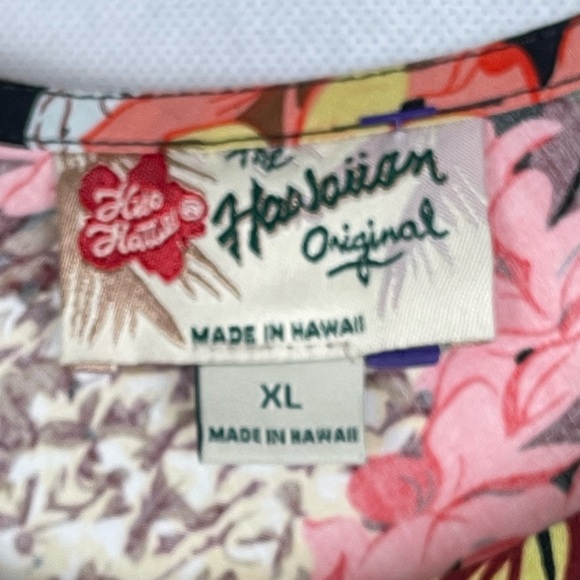 Hilo
Hattie®
The
Hawaiian
Original
MADE IN HAWAII
XL
MADE IN HAWAII